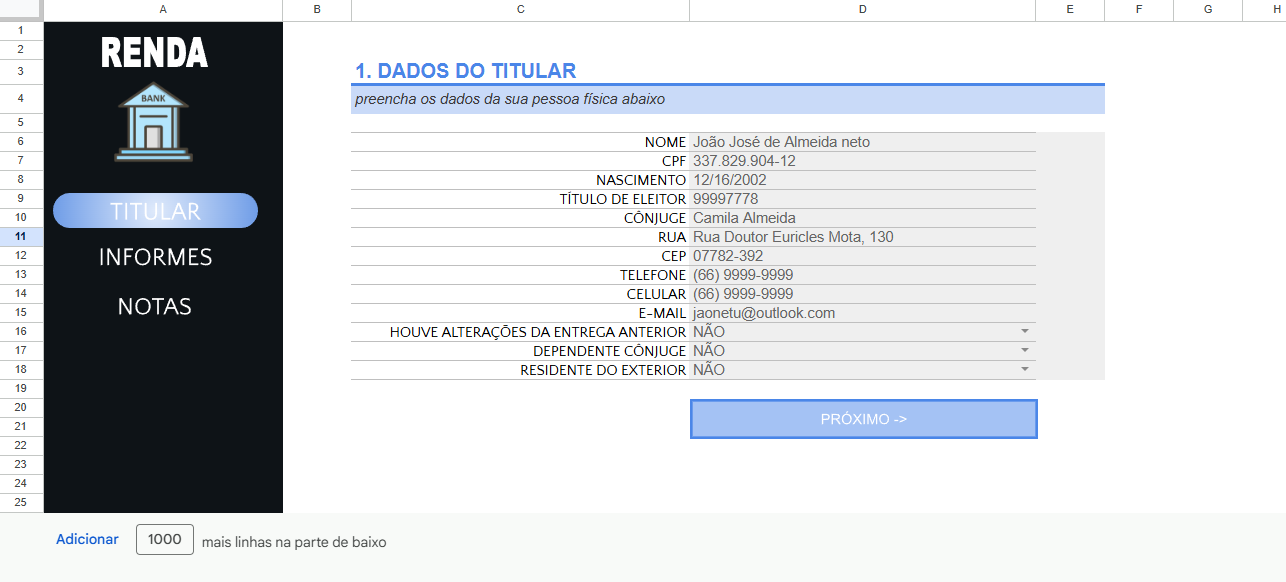 A B C D E F G H
1
2
3
4
5
6
7
8
9
10
11
12
13
14
15
16
17
18
19
20
21
22
23
24
25
RENDA
BANK
TITULAR
INFORMES
NOTAS
1. DADOS DO TITULAR
preencha os dados da sua pessoa física abaixo
NOME João José de Almeida neto
CPF 337.829.904-12
NASCIMENTO 12/16/2002
TÍTULO DE ELEITOR 99997778
CÔNJUGE Camila Almeida
RUA Rua Doutor Euricles Mota, 130
CEP 07782-392
TELEFONE (66) 9999-9999
CELULAR (66) 9999-9999
E-MAIL jaonetu@outlook.com
HOUVE ALTERAÇÕES DA ENTREGA ANTERIOR NÃO
DEPENDENTE CÔNJUGE NÃO
RESIDENTE DO EXTERIOR NÃO
PRÓXIMO ->
Adicionar 1000 mais linhas na parte de baixo